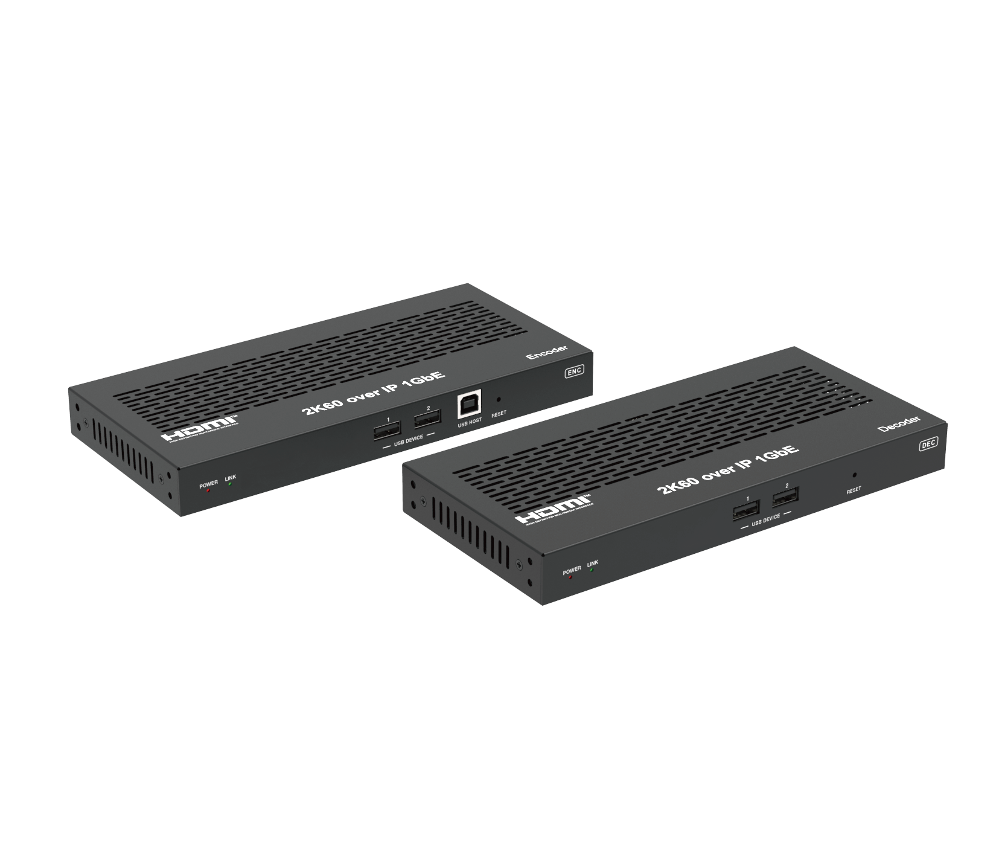 Encoder
ENC
2K60 over IP 1GbE
HDMI™
HIGH-DEFINITION MULTIMEDIA INTERFACE
1
2
USB DEVICE
USB HOST
RESET
POWER
LINK
Decoder
DEC
2K60 over IP 1GbE
HDMI™
HIGH-DEFINITION MULTIMEDIA INTERFACE
1
2
USB DEVICE
RESET
POWER
LINK